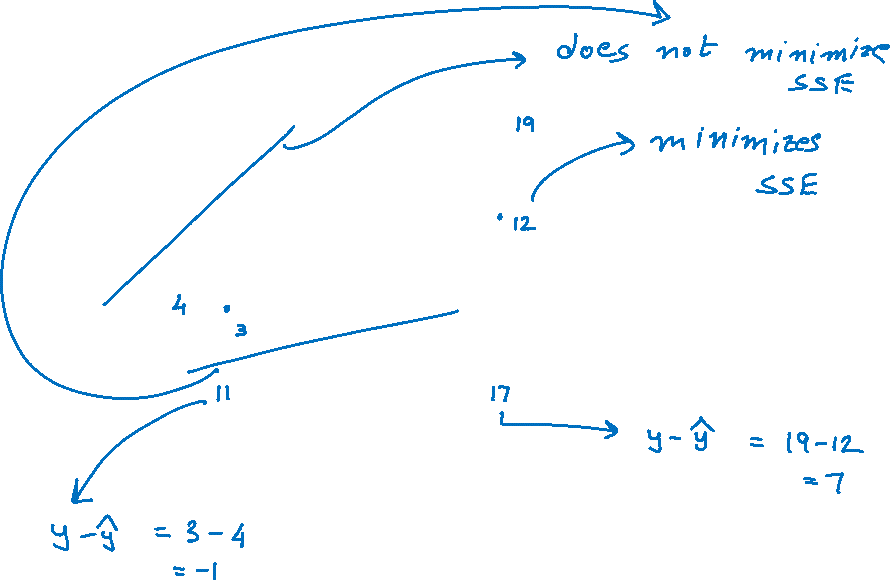 does not minimize
SSE
19
minimizes
SSE
12
4
3
11
17
y - ŷ = 19 - 12
= 7
y - ŷ = 3 - 4
= -1